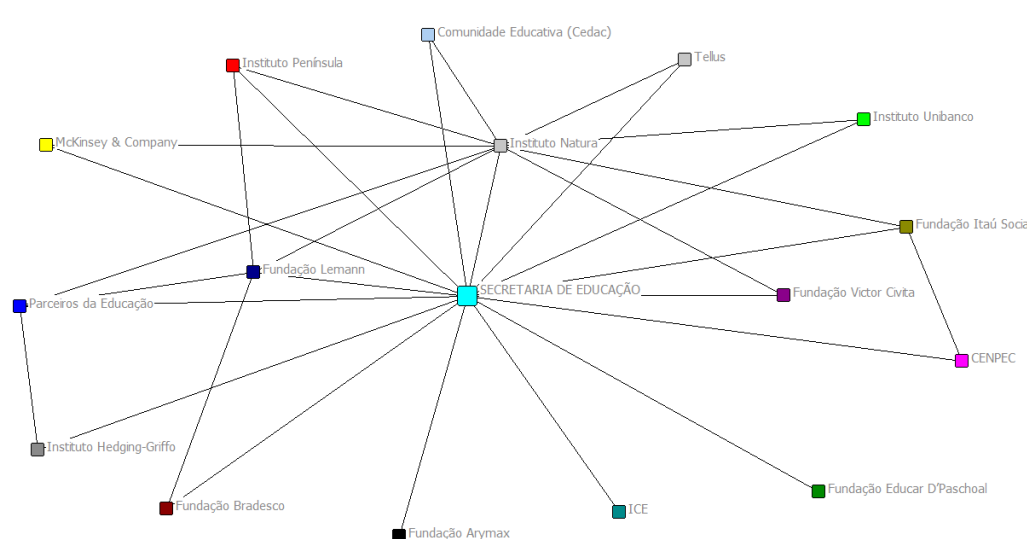 Comunidade Educativa (Cedac)
Tellus
Instituto Península
Instituto Unibanco
McKinsey & Company
Instituto Natura
Fundação Itaú Socia
Fundação Lemann
SECRETARIA DE EDUCAÇÃO
Fundação Victor Civita
Parceiros da Educação
CENPEC
Instituto Hedging-Griffo
Fundação Educar D'Paschoal
Fundação Bradesco
ICE
Fundação Arymax